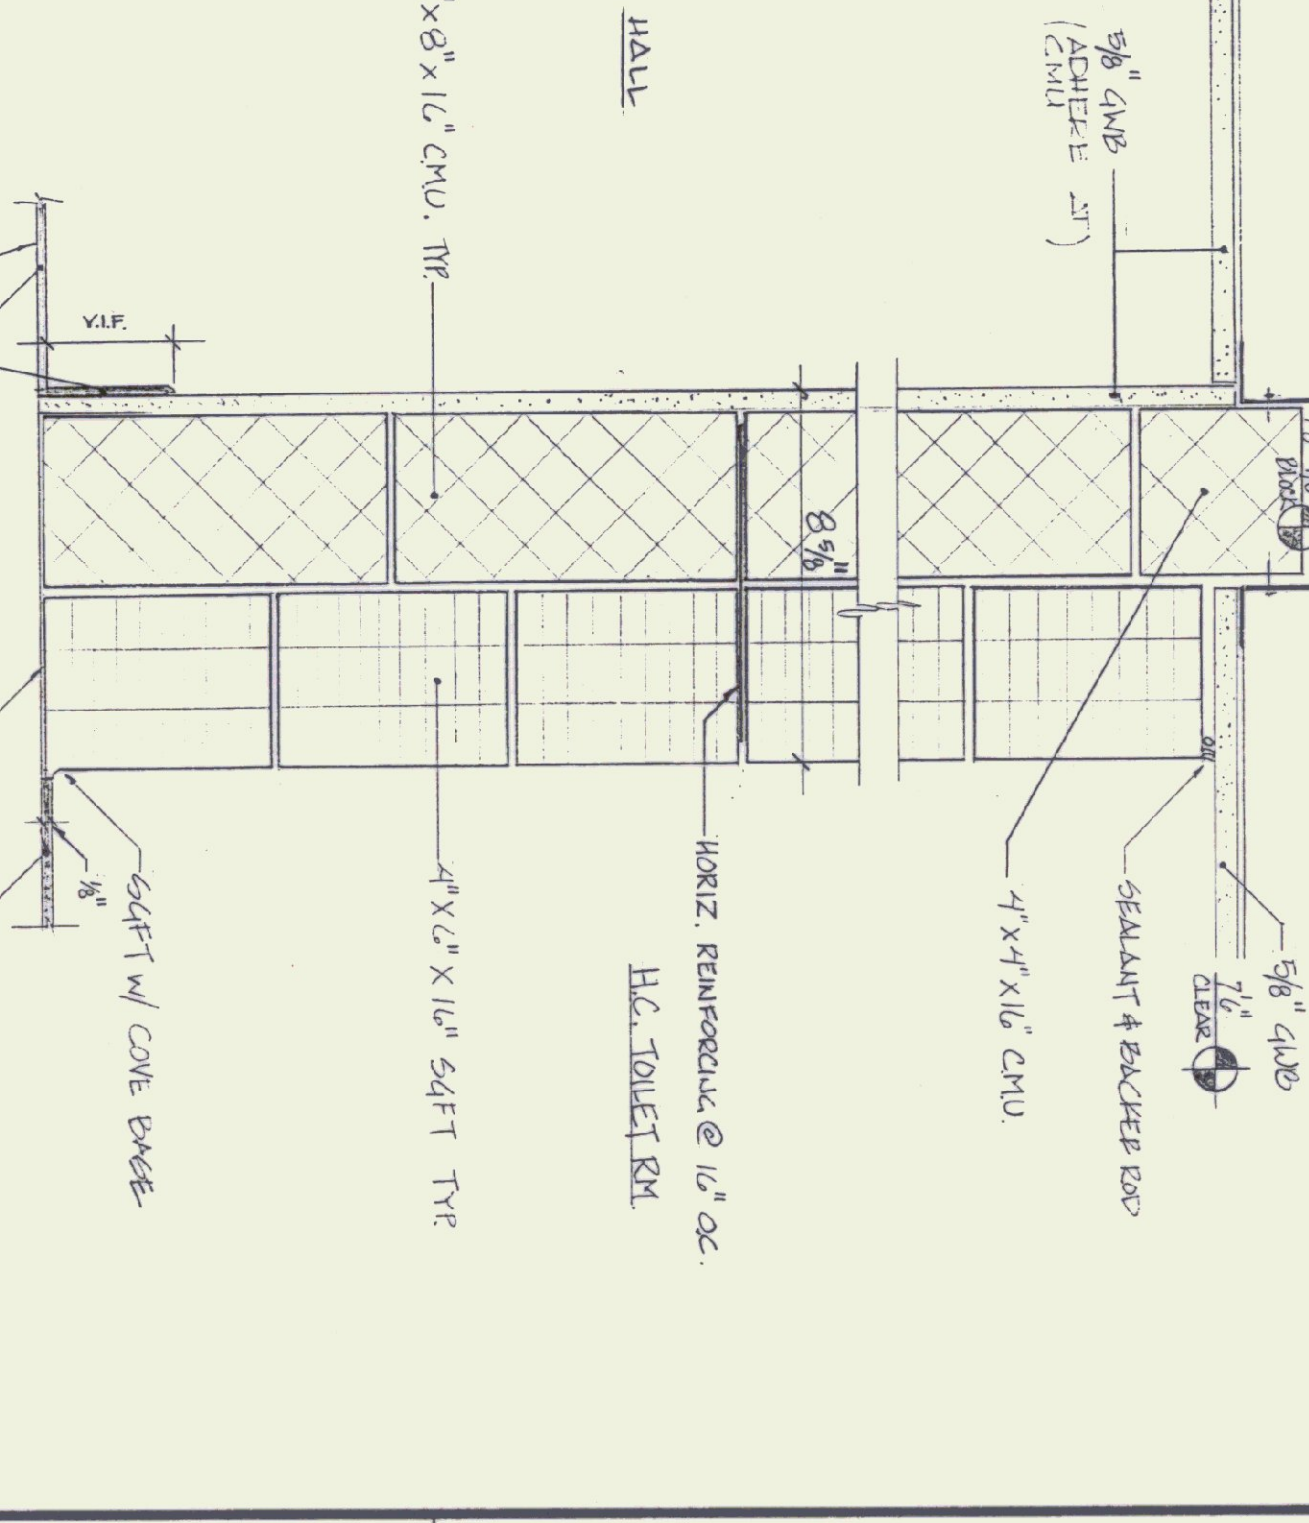 HALL
5/8" GWB
(ADHERE
CMU
x8"x16" C.M.U. TYP.
V.I.F.
BLOCK
8 5/8"
5/8" GWB
7'6"
CLEAR
SEALANT & BACKER ROD
4"x4"x16" C.M.U.
HORIZ. REINFORCING @ 16" O.C.
H.C. TOILET RM.
4"X6"X16" SGFT TYP.
SGFT W/ COVE BASE
1/8"